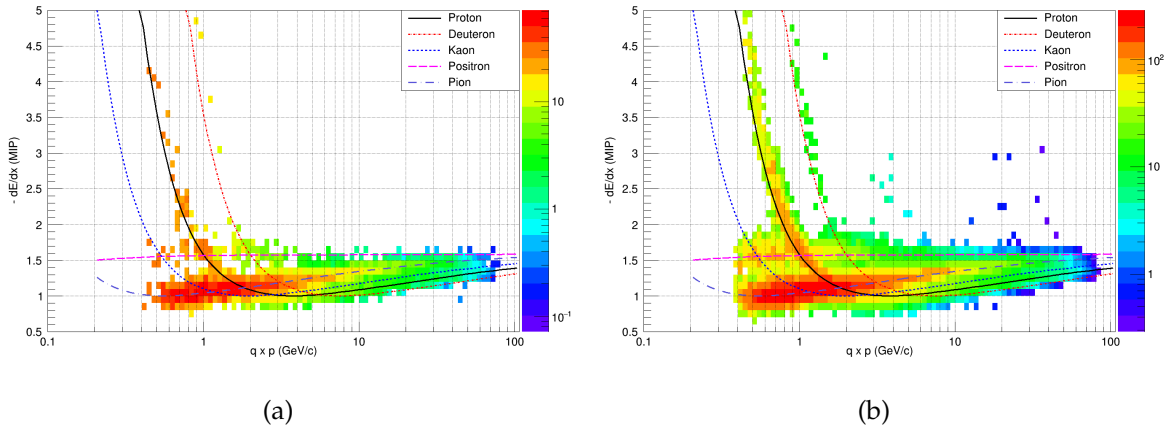 5
4.5
4
3.5
3
2.5
2
1.5
1
0.5
- dE/dx (MIP)
0.1
1
10
100
q x p (GeV/c)
Proton
Deuteron
Kaon
Positron
Pion
10
1
10⁻¹
(a)
5
4.5
4
3.5
3
2.5
2
1.5
1
0.5
- dE/dx (MIP)
0.1
1
10
100
q x p (GeV/c)
Proton
Deuteron
Kaon
Positron
Pion
10²
10
1
(b)